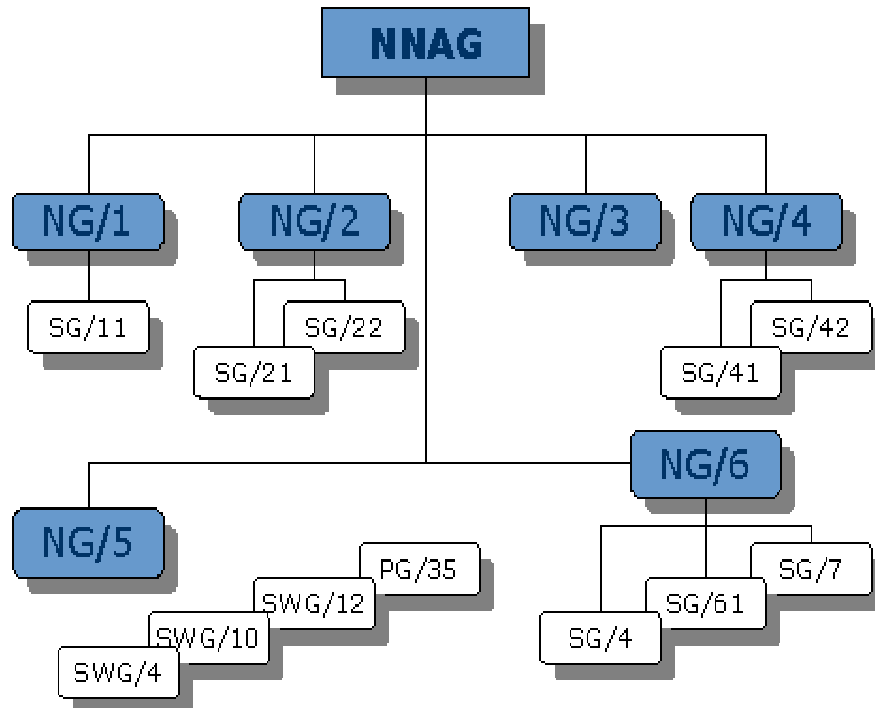 NNAG
NG/1
NG/2
NG/3
NG/4
SG/11
SG/22
SG/21
SG/42
SG/41
NG/6
NG/5
PG/35
SWG/12
SWG/10
SWG/4
SG/7
SG/61
SG/4